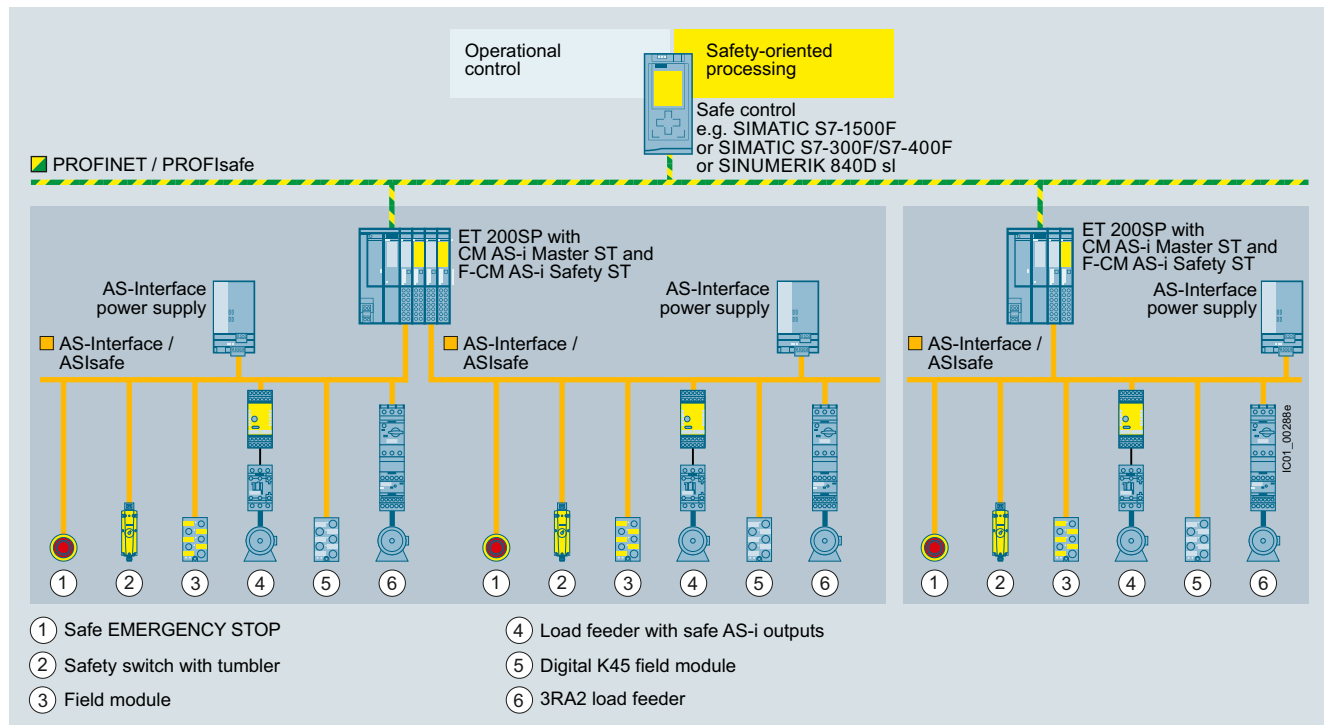 Operational
control
Safety-oriented
processing
Safe control
e.g. SIMATIC S7-1500F
or SIMATIC S7-300F/S7-400F
or SINUMERIK 840D sl
PROFINET / PROFIsafe
ET 200SP with
CM AS-i Master ST and
F-CM AS-i Safety ST
AS-Interface
power supply
AS-Interface /
ASIsafe
AS-Interface
power supply
AS-Interface /
ASIsafe
ET 200SP with
CM AS-i Master ST and
F-CM AS-i Safety ST
AS-Interface
power supply
AS-Interface /
ASIsafe
IC01_00288e
1 2 3 4 5 6
1 2 3 4 5 6
1 2 3 4 5 6
1 Safe EMERGENCY STOP
2 Safety switch with tumbler
3 Field module
4 Load feeder with safe AS-i outputs
5 Digital K45 field module
6 3RA2 load feeder